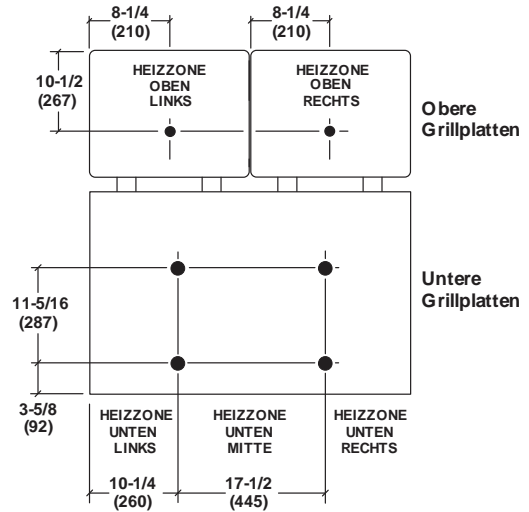 8-1/4
(210)
8-1/4
(210)
10-1/2
(267)
HEIZZONE
OBEN
LINKS
HEIZZONE
OBEN
RECHTS
Obere
Grillplatten
11-5/16
(287)
Untere
Grillplatten
3-5/8
(92)
HEIZZONE
UNTEN
LINKS
HEIZZONE
UNTEN
MITTE
HEIZZONE
UNTEN
RECHTS
10-1/4
(260)
17-1/2
(445)